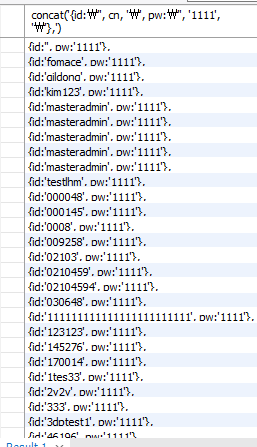 concat('{id:₩'', cn, '₩', pw:₩'', '1111',
'₩'},')
{id:'', pw:'1111'},
{id:'fomace', pw:'1111'},
{id:'gildong', pw:'1111'},
{id:'kim123', pw:'1111'},
{id:'masteradmin', pw:'1111'},
{id:'masteradmin', pw:'1111'},
{id:'masteradmin', pw:'1111'},
{id:'masteradmin', pw:'1111'},
{id:'masteradmin', pw:'1111'},
{id:'testlhm', pw:'1111'},
{id:'000048', pw:'1111'},
{id:'000145', pw:'1111'},
{id:'0008', pw:'1111'},
{id:'009258', pw:'1111'},
{id:'02103', pw:'1111'},
{id:'0210459', pw:'1111'},
{id:'02104594', pw:'1111'},
{id:'030648', pw:'1111'},
{id:'123123', pw:'1111'},
{id:'145276', pw:'1111'},
{id:'170014', pw:'1111'},
{id:'1tes33', pw:'1111'},
{id:'2v2v', pw:'1111'},
{id:'333', pw:'1111'},
{id:'3dptest1', pw:'1111'},
{id:'46196', pw:'1111'},